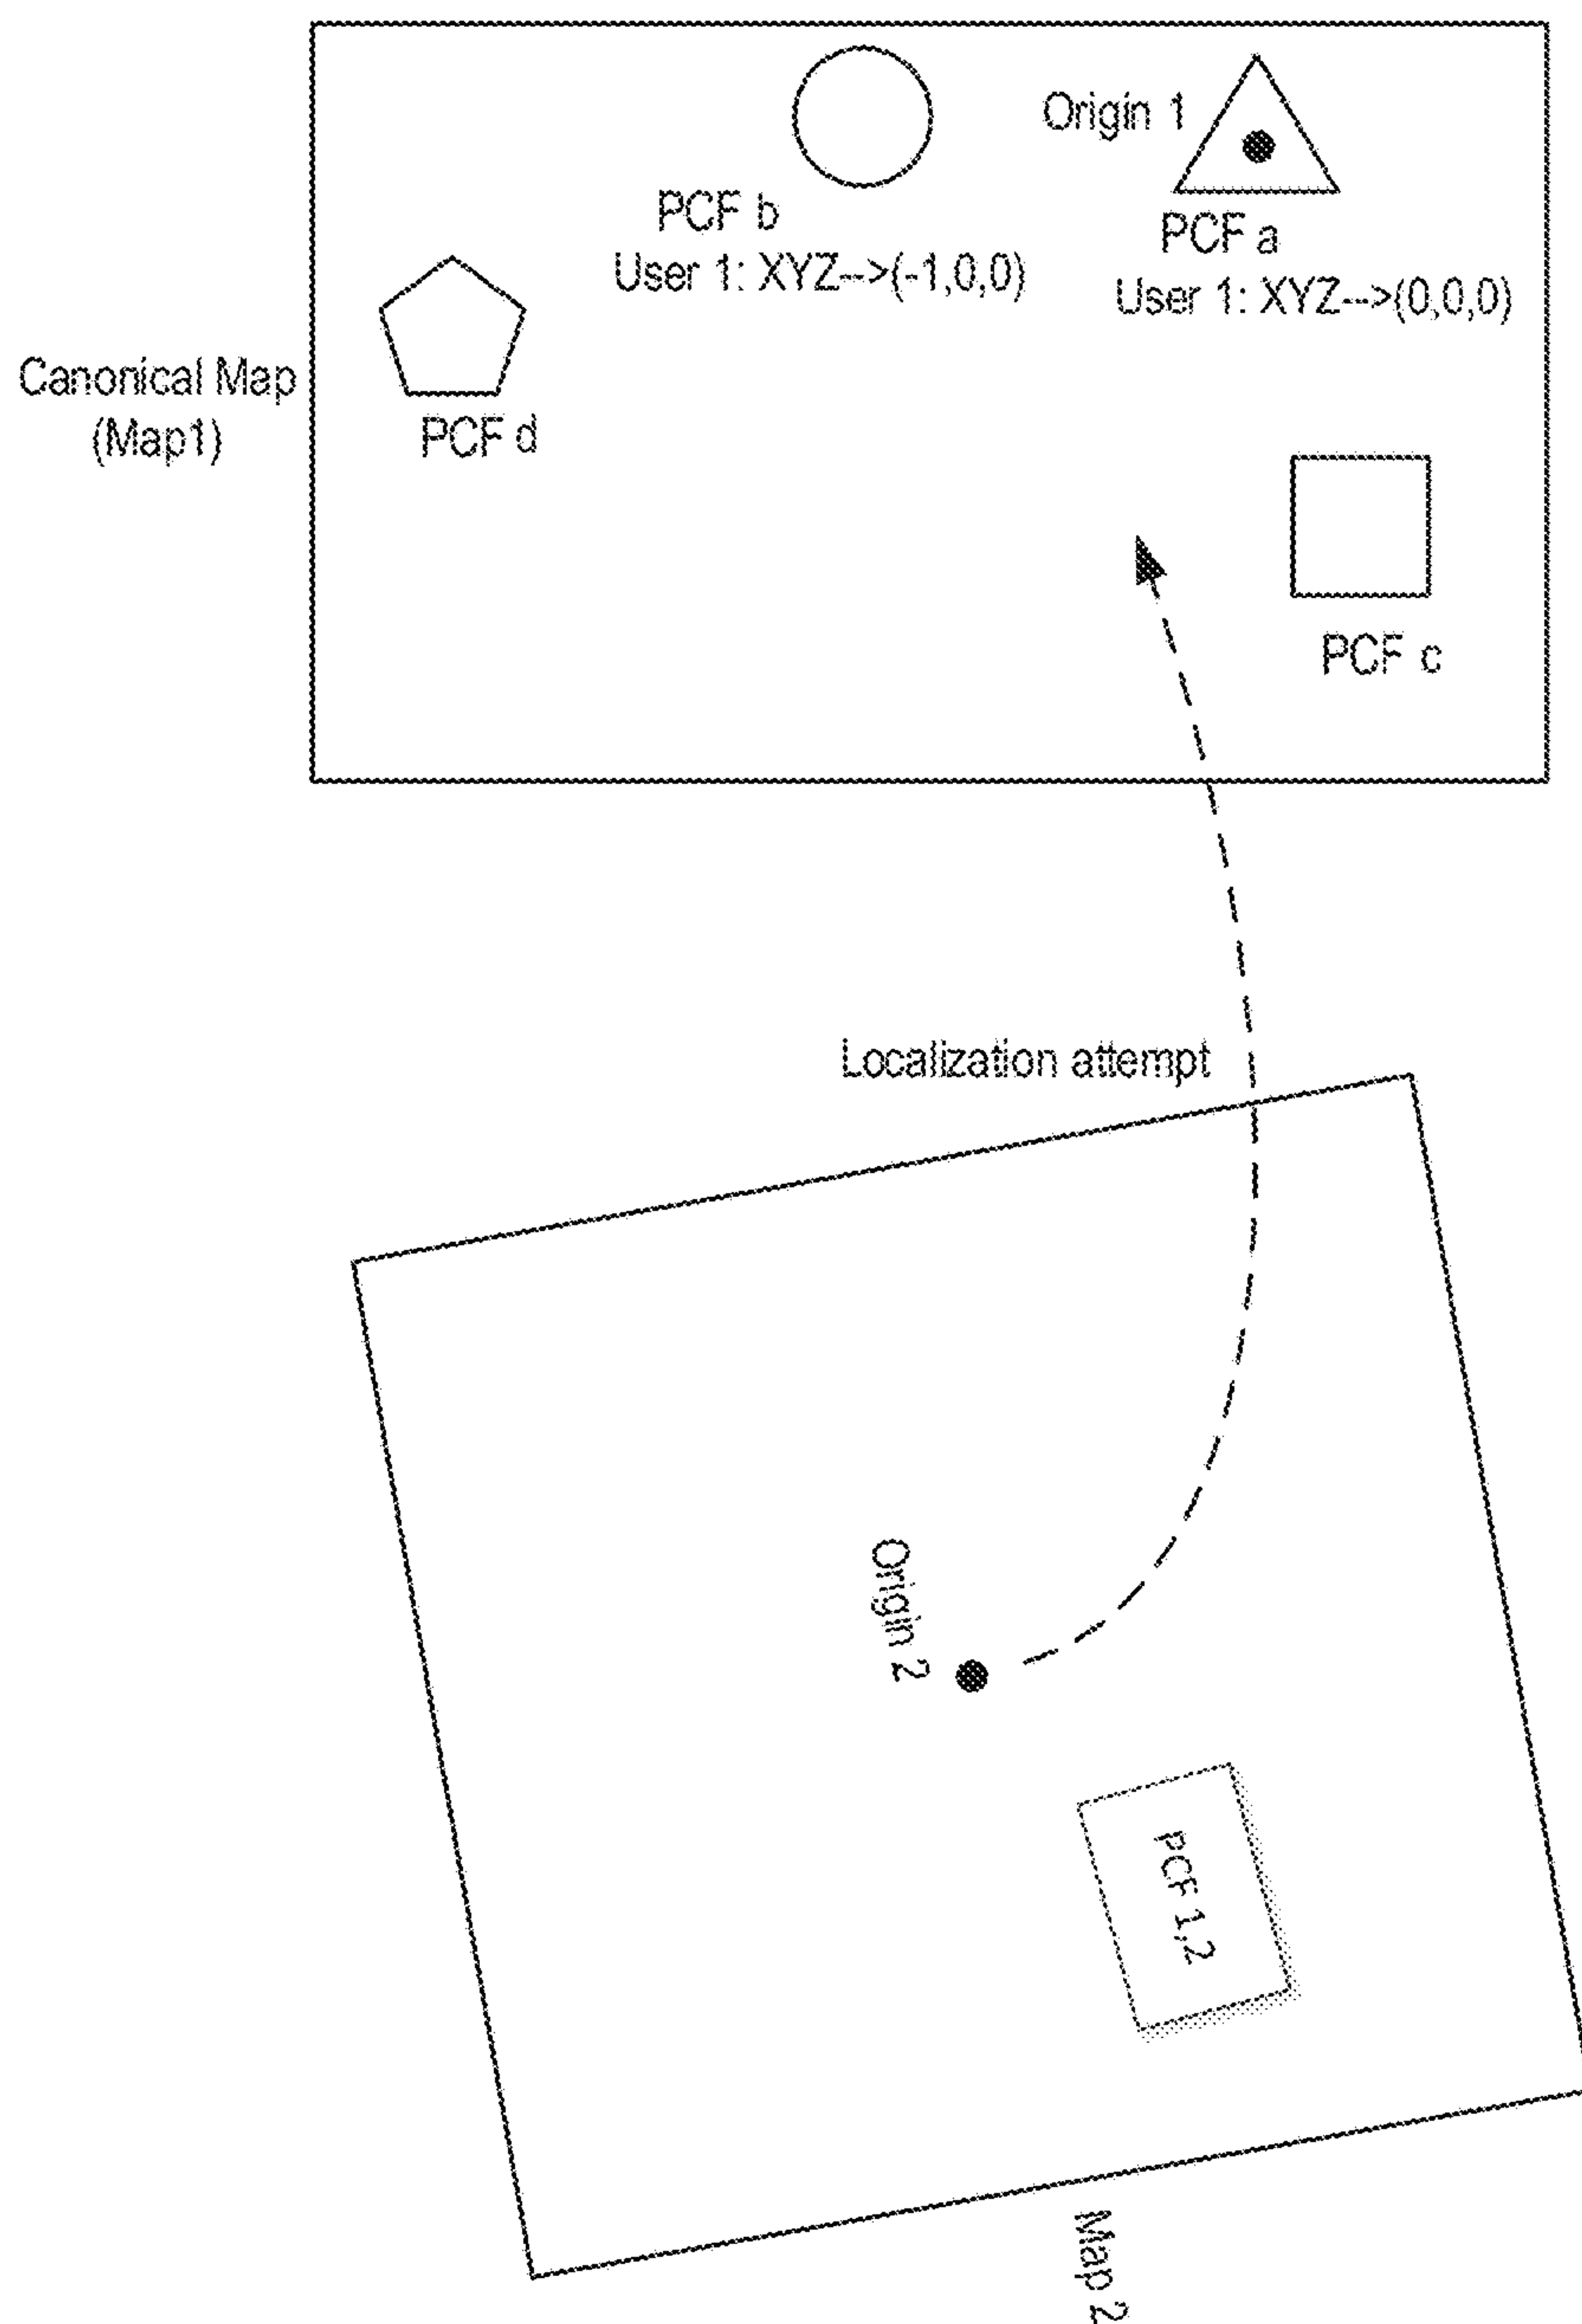 Origin 1
PCF b
User 1: XYZ-->(-1,0,0)
PCF a
User 1: XYZ-->(0,0,0)
Canonical Map
(Map1)
PCF d
PCF c
Localization attempt
Origin 2
PCF 1,2
Map 2